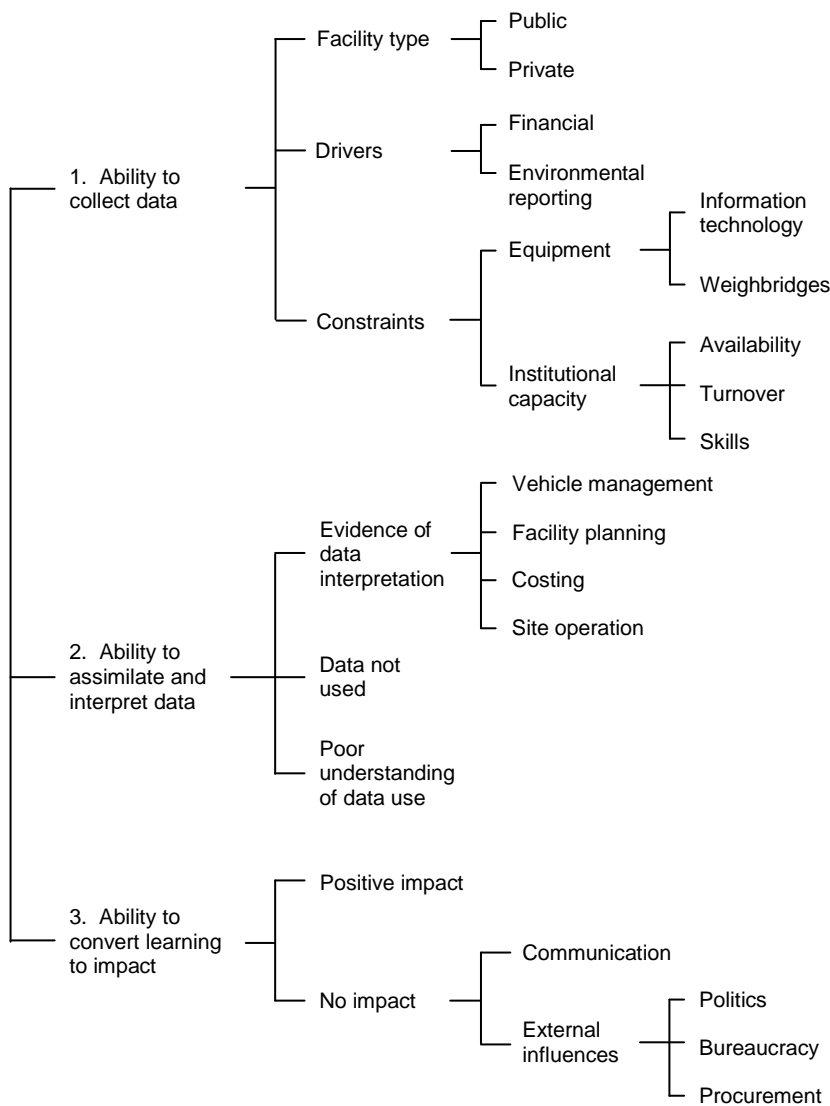 Public
Facility type
Private
Financial
Drivers
Environmental
reporting
1. Ability to
collect data
Information
technology
Equipment
Weighbridges
Constraints
Availability
Institutional
capacity
Turnover
Skills
Vehicle management
Evidence of
data
interpretation
Facility planning
Costing
Site operation
2. Ability to
assimilate and
interpret data
Data not
used
Poor
understanding
of data use
Positive impact
3. Ability to
convert learning
to impact
Communication
No impact
Politics
External
influences
Bureaucracy
Procurement